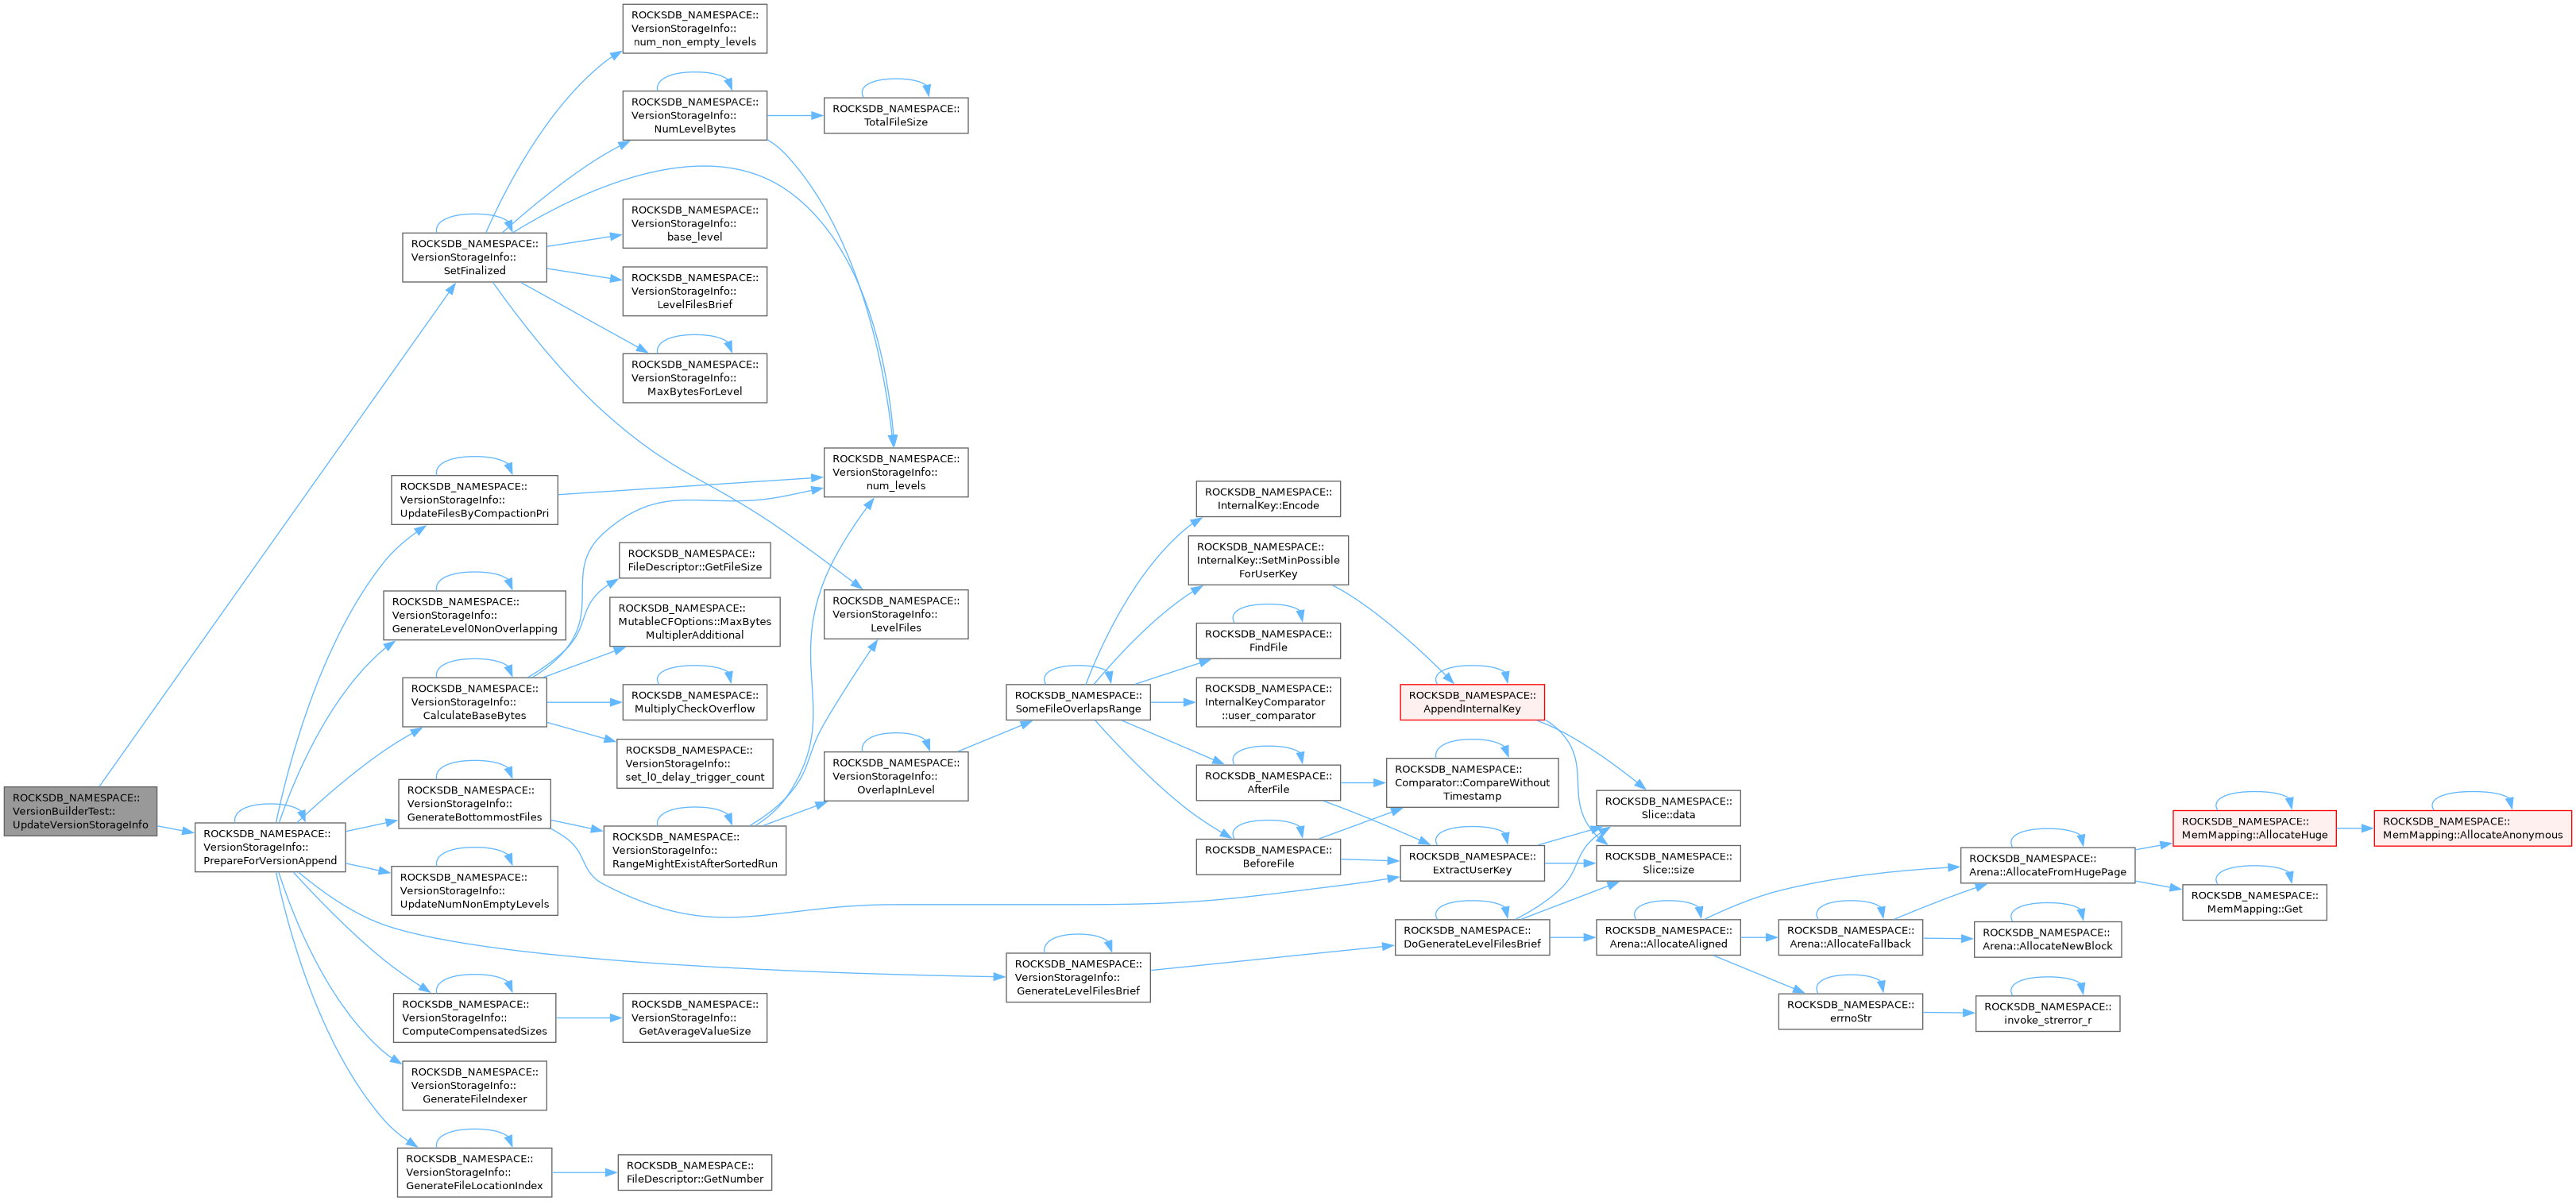 ROCKSDB_NAMESPACE::
VersionBuilderTest::
UpdateVersionStorageInfo
ROCKSDB_NAMESPACE::
VersionStorageInfo::
PrepareForVersionAppend
ROCKSDB_NAMESPACE::
VersionStorageInfo::
SetFinalized
ROCKSDB_NAMESPACE::
VersionStorageInfo::
UpdateFilesByCompactionPri
ROCKSDB_NAMESPACE::
VersionStorageInfo::
GenerateLevel0NonOverlapping
ROCKSDB_NAMESPACE::
VersionStorageInfo::
CalculateBaseBytes
ROCKSDB_NAMESPACE::
VersionStorageInfo::
GenerateBottommostFiles
ROCKSDB_NAMESPACE::
VersionStorageInfo::
UpdateNumNonEmptyLevels
ROCKSDB_NAMESPACE::
VersionStorageInfo::
ComputeCompensatedSizes
ROCKSDB_NAMESPACE::
VersionStorageInfo::
GenerateFileIndexer
ROCKSDB_NAMESPACE::
VersionStorageInfo::
GenerateFileLocationIndex
ROCKSDB_NAMESPACE::
VersionStorageInfo::
num_non_empty_levels
ROCKSDB_NAMESPACE::
VersionStorageInfo::
NumLevelBytes
ROCKSDB_NAMESPACE::
VersionStorageInfo::
base_level
ROCKSDB_NAMESPACE::
VersionStorageInfo::
LevelFilesBrief
ROCKSDB_NAMESPACE::
VersionStorageInfo::
MaxBytesForLevel
ROCKSDB_NAMESPACE::
FileDescriptor::GetFileSize
ROCKSDB_NAMESPACE::
MutableCFOptions::MaxBytes
MultiplerAdditional
ROCKSDB_NAMESPACE::
MultiplyCheckOverflow
ROCKSDB_NAMESPACE::
VersionStorageInfo::
set_l0_delay_trigger_count
ROCKSDB_NAMESPACE::
VersionStorageInfo::
RangeMightExistAfterSortedRun
ROCKSDB_NAMESPACE::
VersionStorageInfo::
GetAverageValueSize
ROCKSDB_NAMESPACE::
FileDescriptor::GetNumber
ROCKSDB_NAMESPACE::
TotalFileSize
ROCKSDB_NAMESPACE::
VersionStorageInfo::
num_levels
ROCKSDB_NAMESPACE::
VersionStorageInfo::
LevelFiles
ROCKSDB_NAMESPACE::
VersionStorageInfo::
OverlapInLevel
ROCKSDB_NAMESPACE::
SomeFileOverlapsRange
ROCKSDB_NAMESPACE::
VersionStorageInfo::
GenerateLevelFilesBrief
ROCKSDB_NAMESPACE::
InternalKey::Encode
ROCKSDB_NAMESPACE::
InternalKey::SetMinPossible
ForUserKey
ROCKSDB_NAMESPACE::
FindFile
ROCKSDB_NAMESPACE::
InternalKeyComparator
::user_comparator
ROCKSDB_NAMESPACE::
AfterFile
ROCKSDB_NAMESPACE::
BeforeFile
ROCKSDB_NAMESPACE::
AppendInternalKey
ROCKSDB_NAMESPACE::
Comparator::CompareWithout
Timestamp
ROCKSDB_NAMESPACE::
ExtractUserKey
ROCKSDB_NAMESPACE::
DoGenerateLevelFilesBrief
ROCKSDB_NAMESPACE::
Slice::data
ROCKSDB_NAMESPACE::
Slice::size
ROCKSDB_NAMESPACE::
Arena::AllocateAligned
ROCKSDB_NAMESPACE::
Arena::AllocateFallback
ROCKSDB_NAMESPACE::
errnoStr
ROCKSDB_NAMESPACE::
Arena::AllocateFromHugePage
ROCKSDB_NAMESPACE::
Arena::AllocateNewBlock
ROCKSDB_NAMESPACE::
invoke_strerror_r
ROCKSDB_NAMESPACE::
MemMapping::AllocateHuge
ROCKSDB_NAMESPACE::
MemMapping::Get
ROCKSDB_NAMESPACE::
MemMapping::AllocateAnonymous